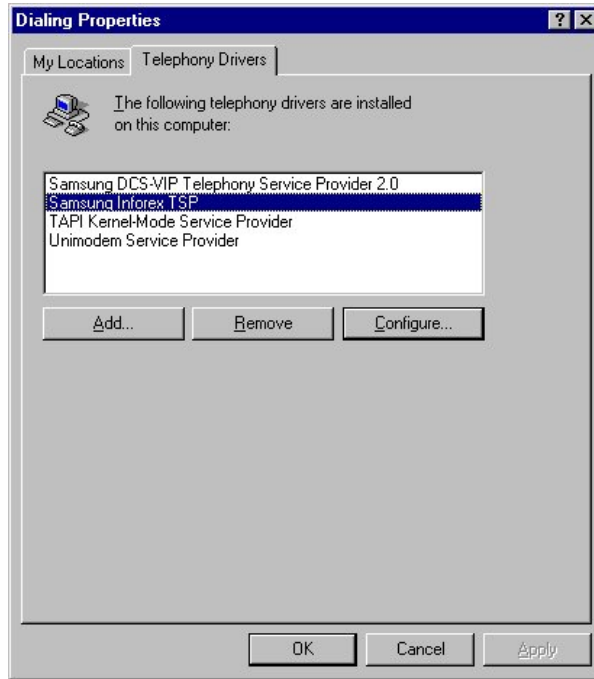 Dialing Properties
My Locations
Telephony Drivers
The following telephony drivers are installed
on this computer:
Samsung DCS-VIP Telephony Service Provider 2.0
Samsung Inforex TSP
TAPI Kernel-Mode Service Provider
Unimodem Service Provider
Add...
Remove
Configure...
OK
Cancel
Apply